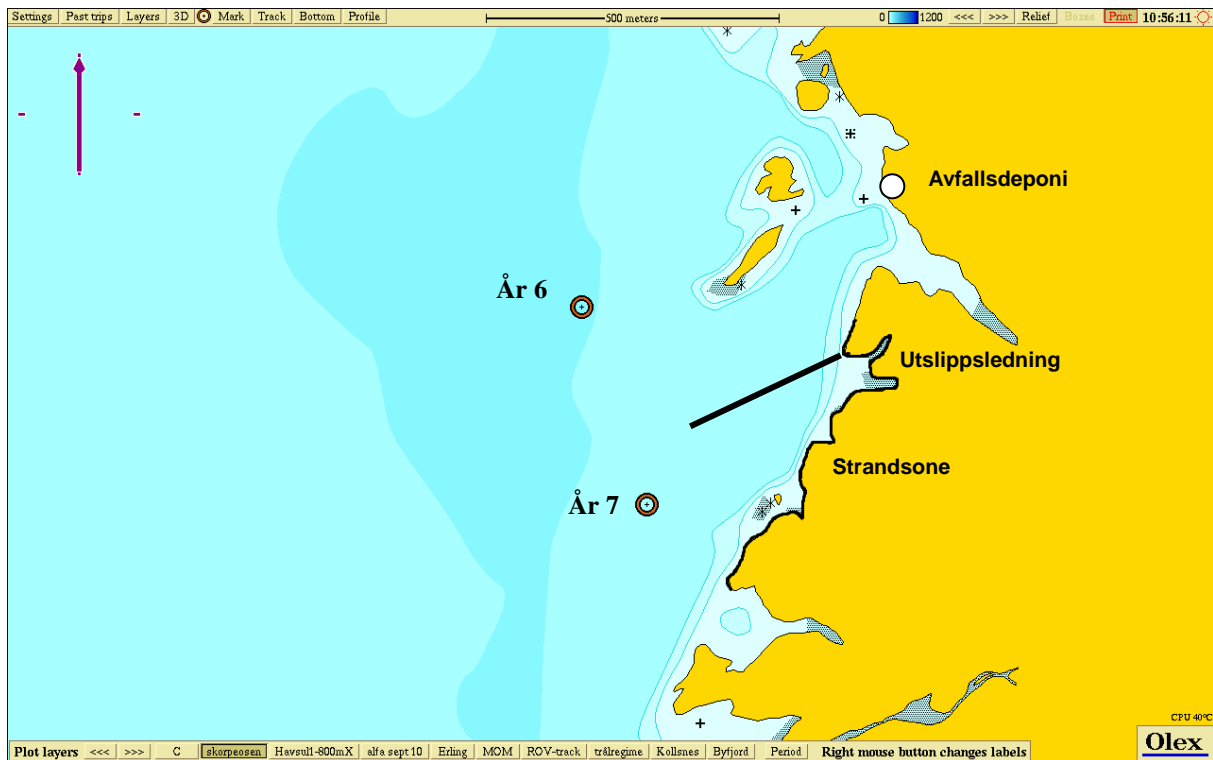 Settings Past trips Layers 3D Mark Track Bottom Profile 500 meters 0 1200 <<< >>> Relief Boxes Print 10:56:11
Avfallsdeponi
År 6
Utslippsledning
Strandsone
År 7
CPU 40°C
Olex
Plot layers <<< >>> C skorpeosen Havsul1-800mX alfa sept 10 Erling MOM ROV-track trålregime Kollsnes Byfjord Period Right mouse button changes labels